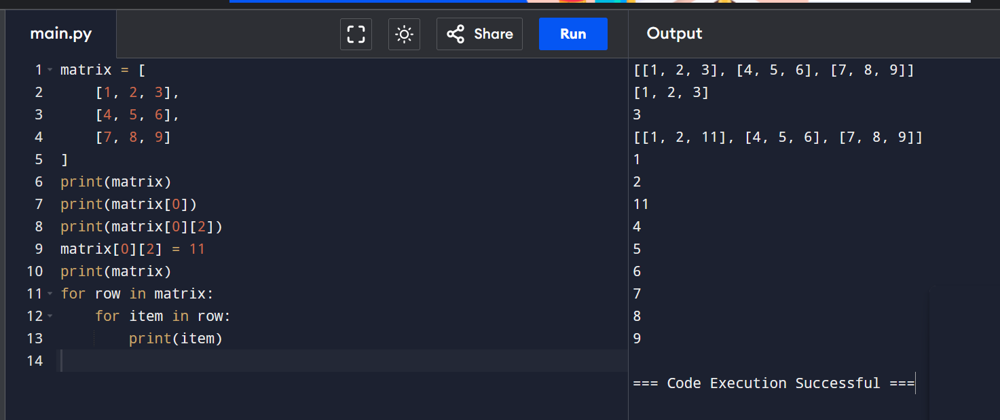 main.py
Share
Run
Output
1 matrix = [
2     [1, 2, 3],
3     [4, 5, 6],
4     [7, 8, 9]
5 ]
6 print(matrix)
7 print(matrix[0])
8 print(matrix[0][2])
9 matrix[0][2] = 11
10 print(matrix)
11 for row in matrix:
12     for item in row:
13         print(item)
14
[[1, 2, 3], [4, 5, 6], [7, 8, 9]]
[1, 2, 3]
3
[[1, 2, 11], [4, 5, 6], [7, 8, 9]]
1
2
11
4
5
6
7
8
9
=== Code Execution Successful ===